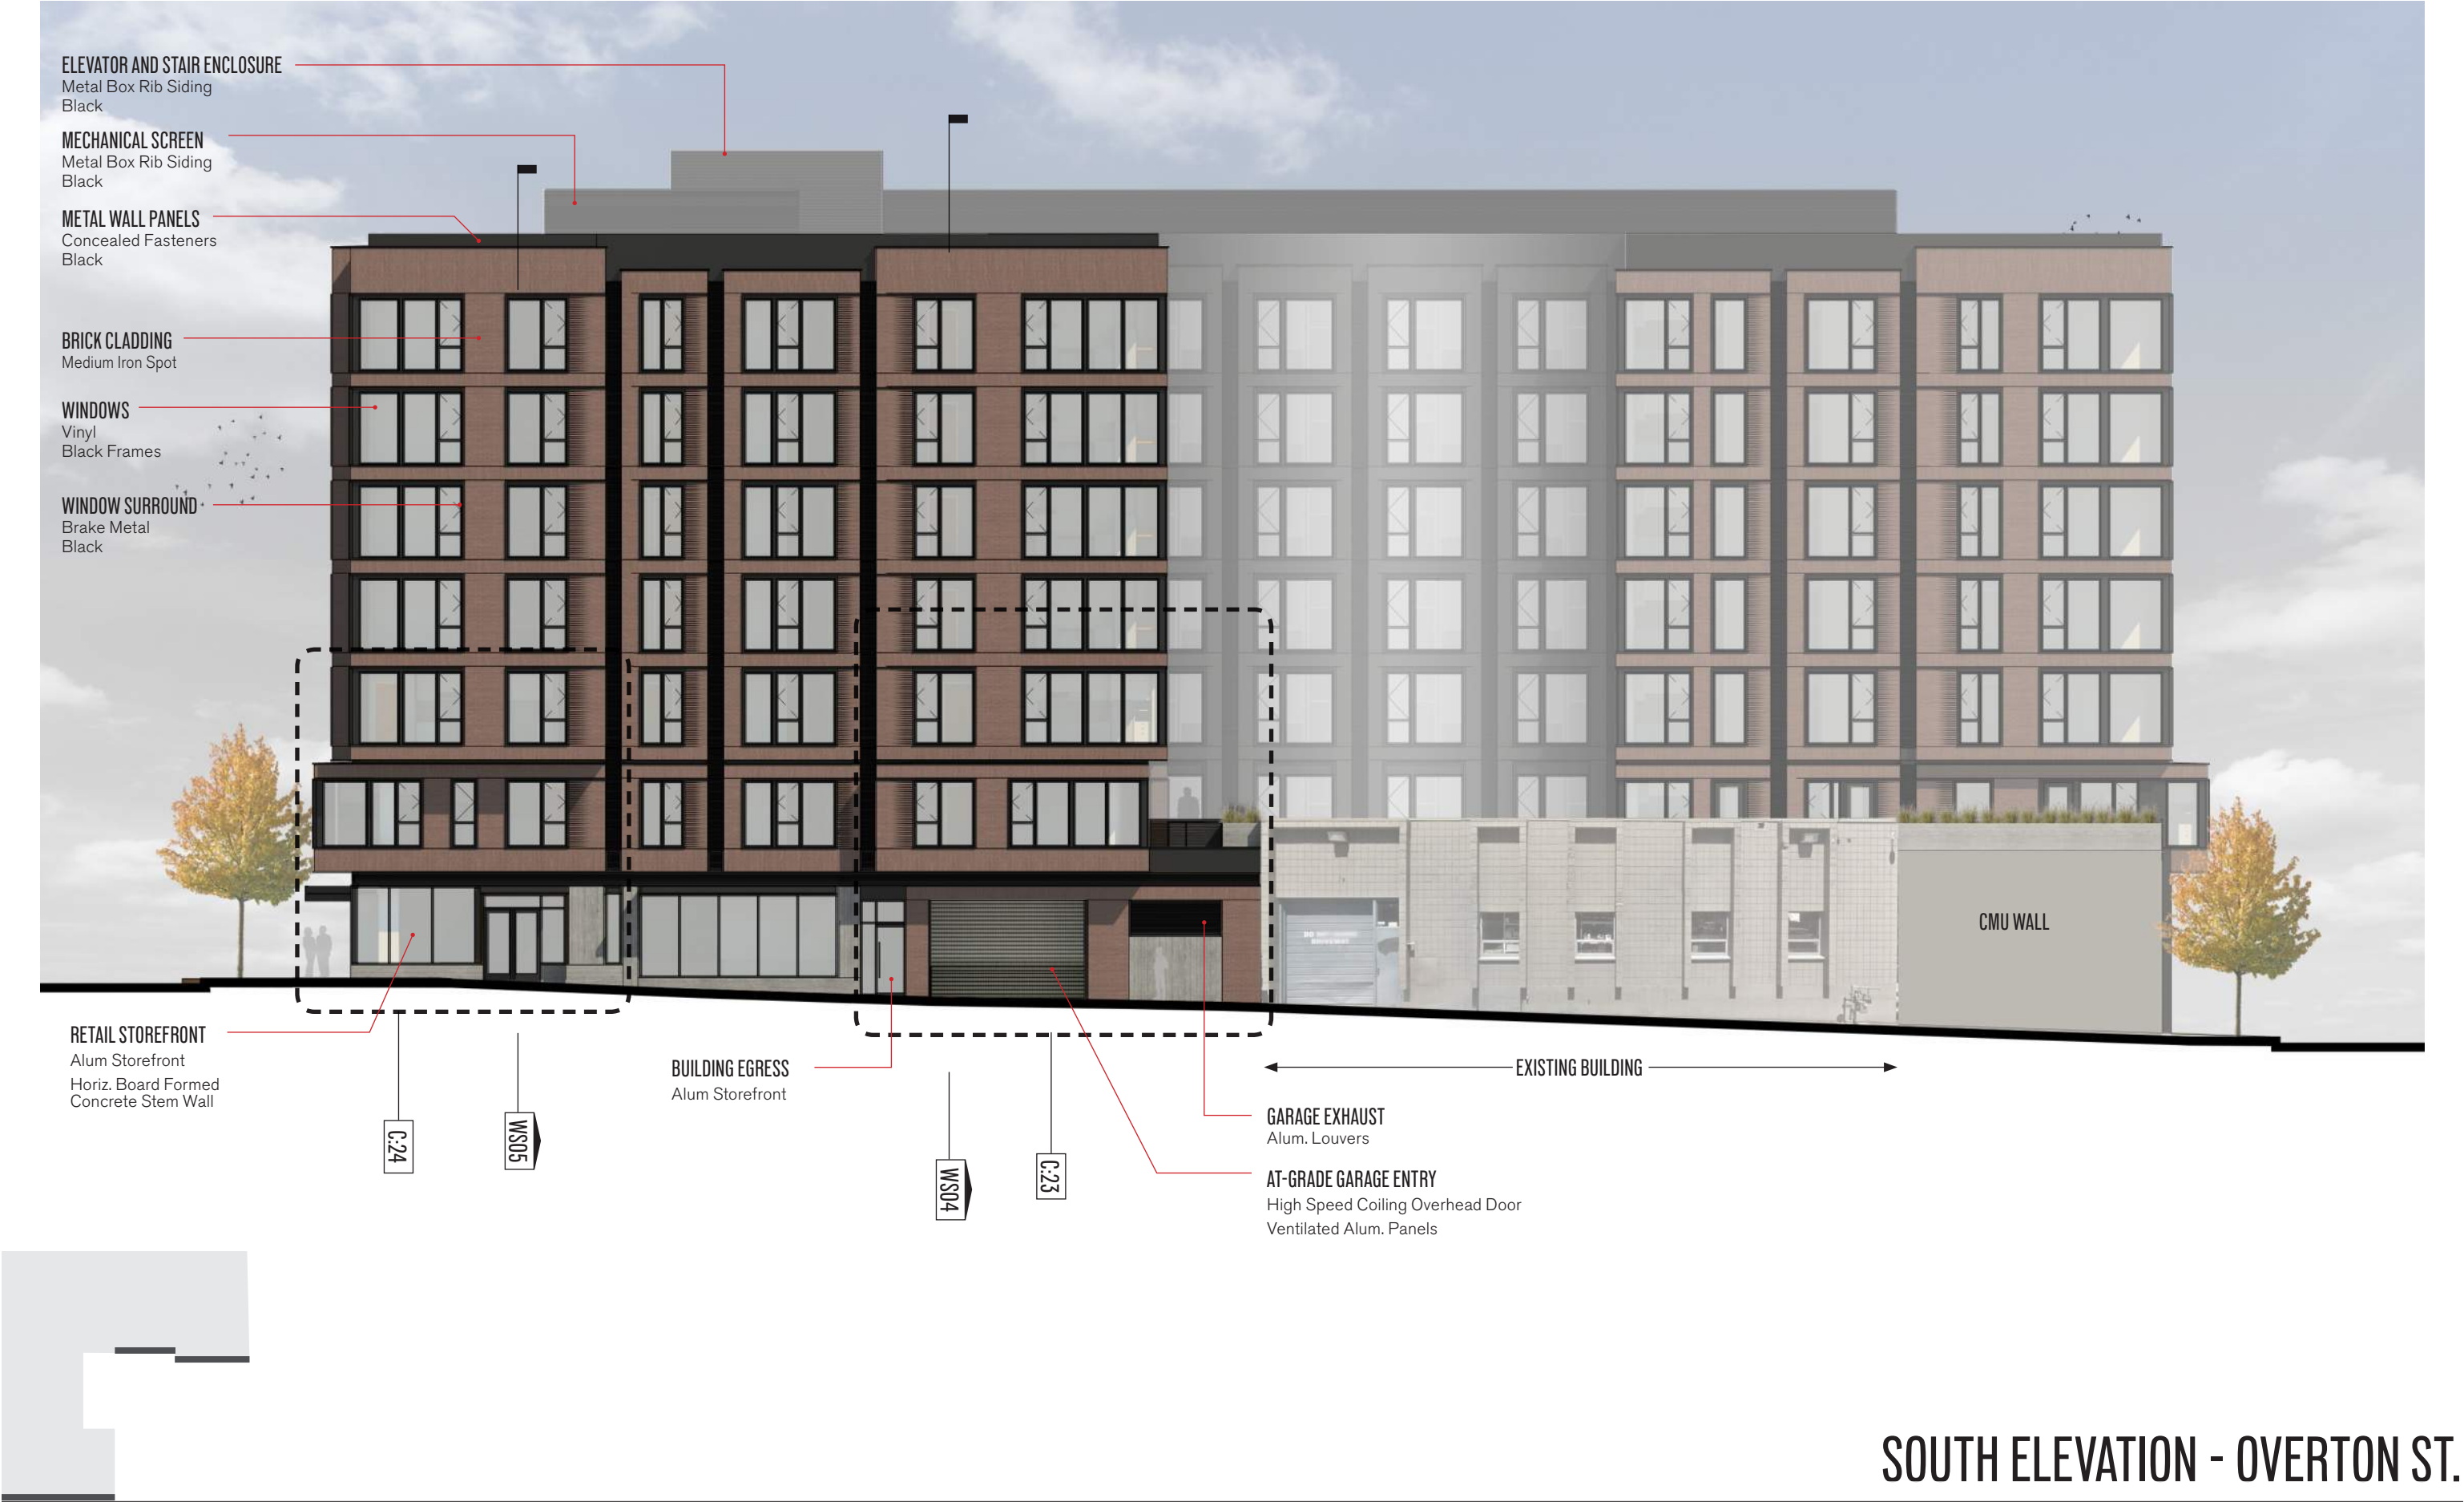 ELEVATOR AND STAIR ENCLOSURE
Metal Box Rib Siding
Black
MECHANICAL SCREEN
Metal Box Rib Siding
Black
METAL WALL PANELS
Concealed Fasteners
Black
BRICK CLADDING
Medium Iron Spot
WINDOWS
Vinyl
Black Frames
WINDOW SURROUND
Brake Metal
Black
CMU WALL
RETAIL STOREFRONT
Alum Storefront
Horiz. Board Formed
Concrete Stem Wall
C:24
WS05
BUILDING EGRESS
Alum Storefront
WS04
C:23
EXISTING BUILDING
GARAGE EXHAUST
Alum. Louvers
AT-GRADE GARAGE ENTRY
High Speed Coiling Overhead Door
Ventilated Alum. Panels
SOUTH ELEVATION - OVERTON ST.